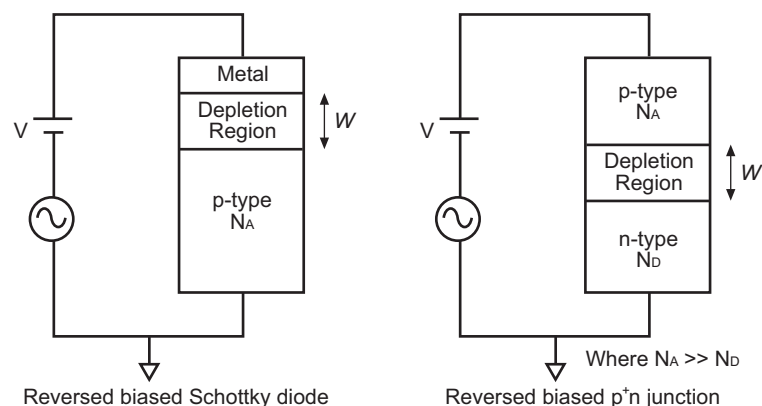 Metal
Depletion
Region
W
V
p-type
NA
Reversed biased Schottky diode
p-type
NA
Depletion
Region
W
V
n-type
ND
Where NA >> ND
Reversed biased p+n junction